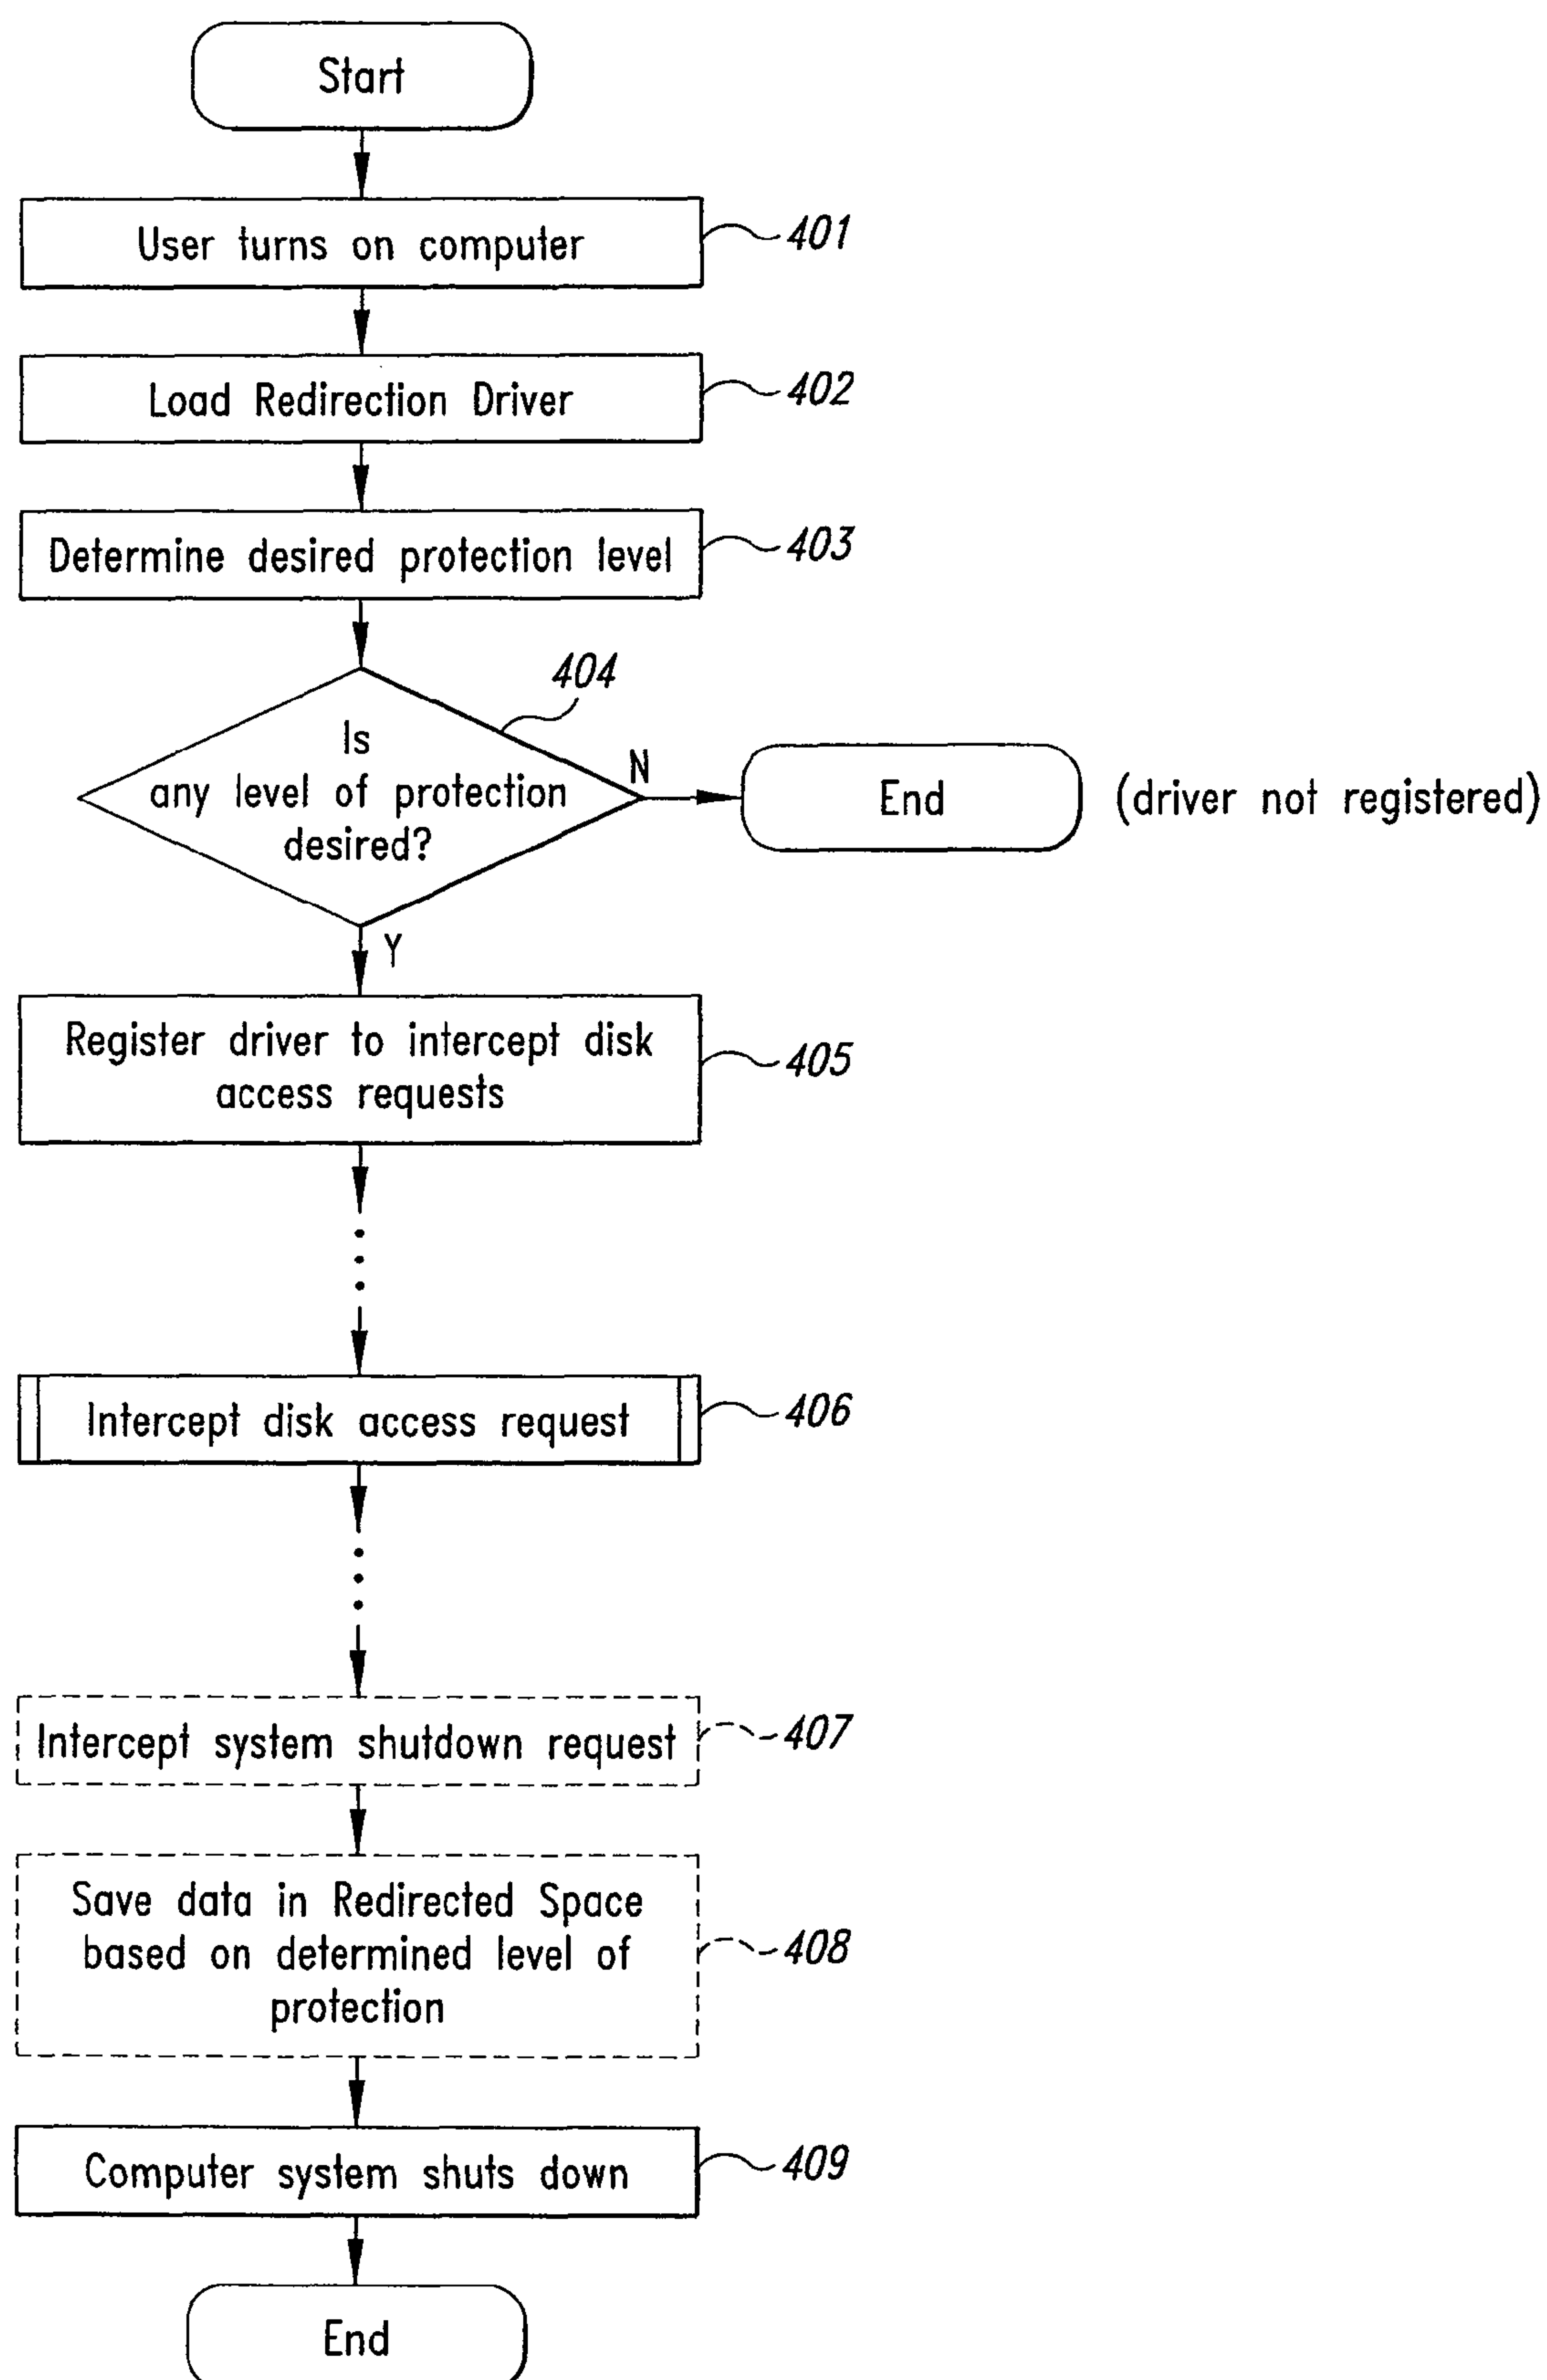 Start
User turns on computer
401
Load Redirection Driver
402
Determine desired protection level
403
404
Is
any level of protection
desired?
N
End
(driver not registered)
Y
Register driver to intercept disk
access requests
405
Intercept disk access request
406
Intercept system shutdown request
407
Save data in Redirected Space
based on determined level of
protection
408
Computer system shuts down
409
End